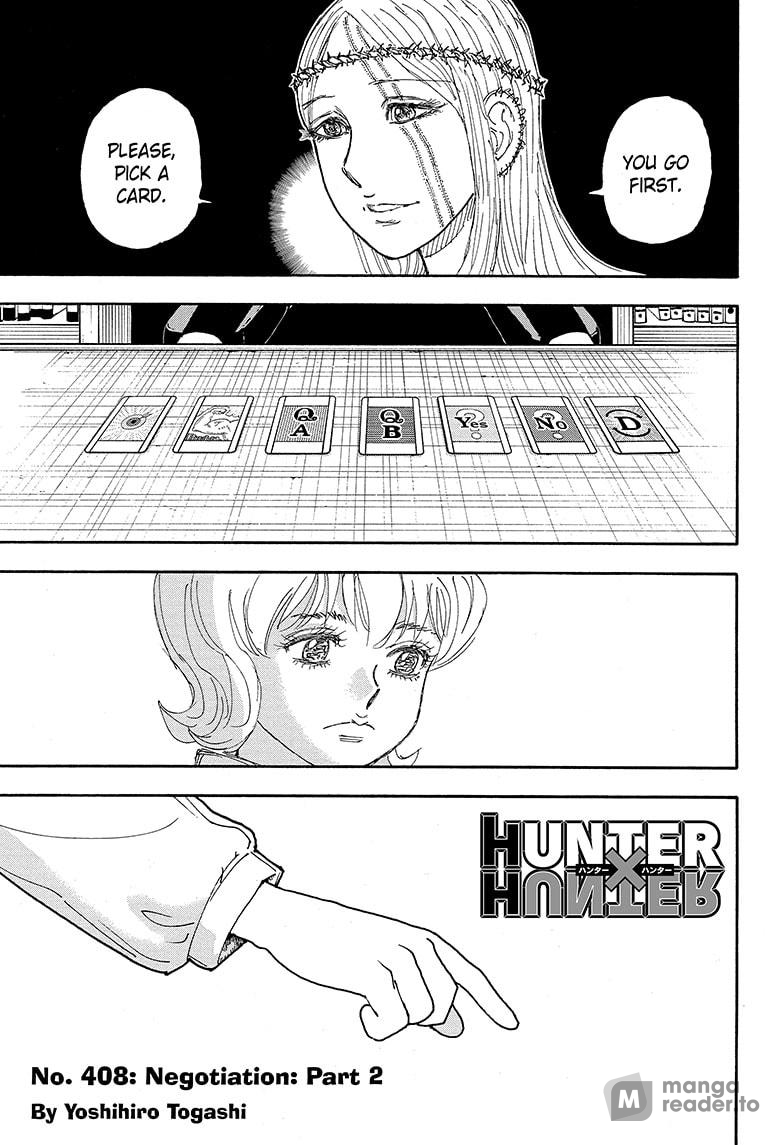 YOU GO
FIRST.
PLEASE,
PICK A
CARD.
Q
A
Q
B
Yes
No
D
HUNTER
ハンター×ハンター
HUNTER
No. 408: Negotiation: Part 2
By Yoshihiro Togashi
M manga
reader.to